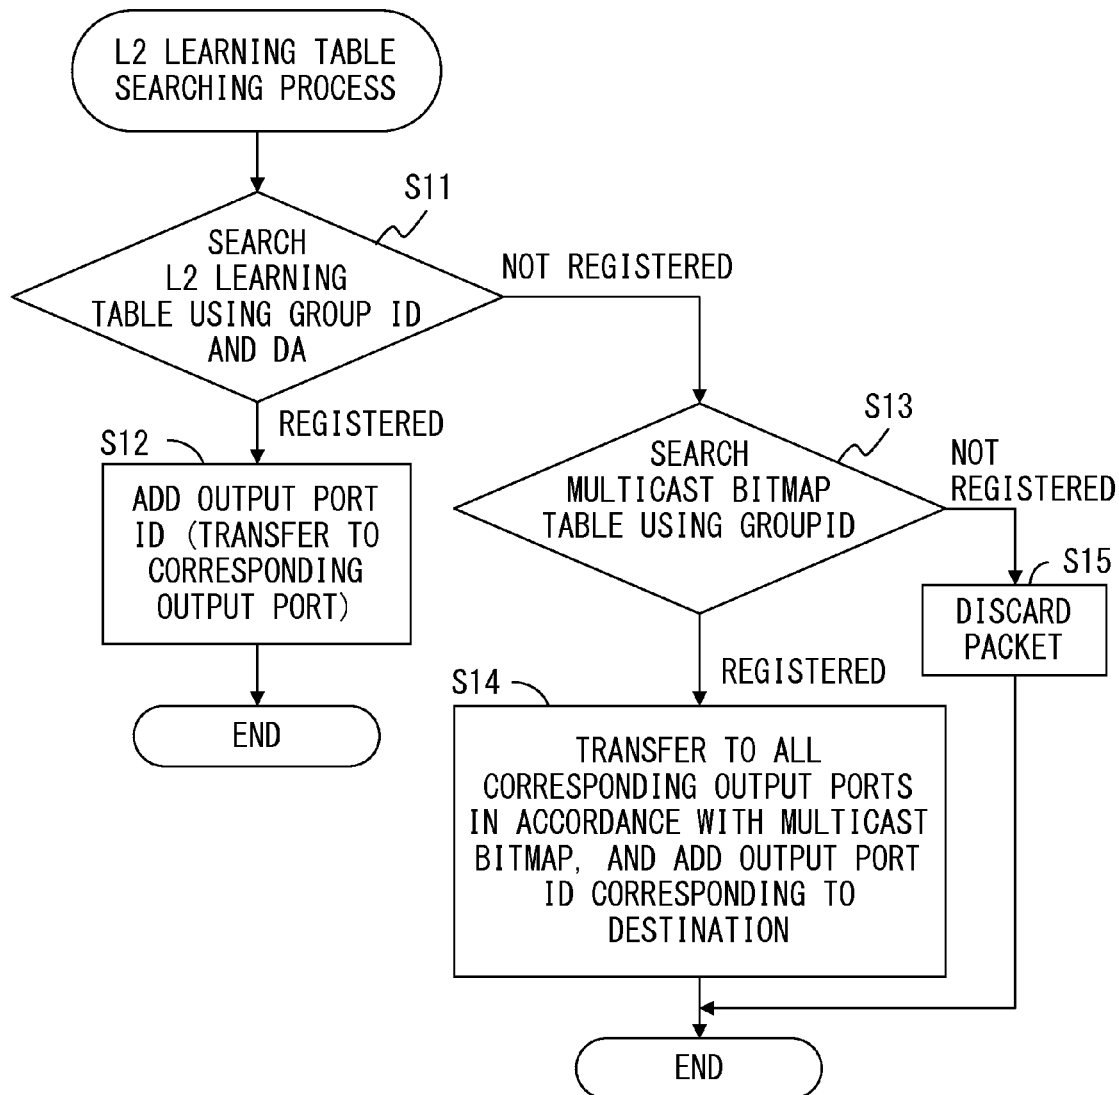 L2 LEARNING TABLE
SEARCHING PROCESS
S11
SEARCH
L2 LEARNING
TABLE USING GROUP ID
AND DA
NOT REGISTERED
REGISTERED
S12
ADD OUTPUT PORT
ID (TRANSFER TO
CORRESPONDING
OUTPUT PORT)
END
S13
SEARCH
MULTICAST BITMAP
TABLE USING GROUPID
NOT
REGISTERED
S15
DISCARD
PACKET
REGISTERED
S14
TRANSFER TO ALL
CORRESPONDING OUTPUT PORTS
IN ACCORDANCE WITH MULTICAST
BITMAP, AND ADD OUTPUT PORT
ID CORRESPONDING TO
DESTINATION
END